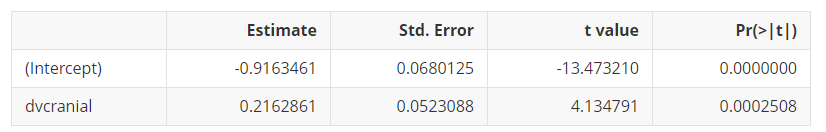 Estimate Std. Error t value Pr(>|t|)
(Intercept) -0.9163461 0.0680125 -13.473210 0.0000000
dvcranial 0.2162861 0.0523088 4.134791 0.0002508